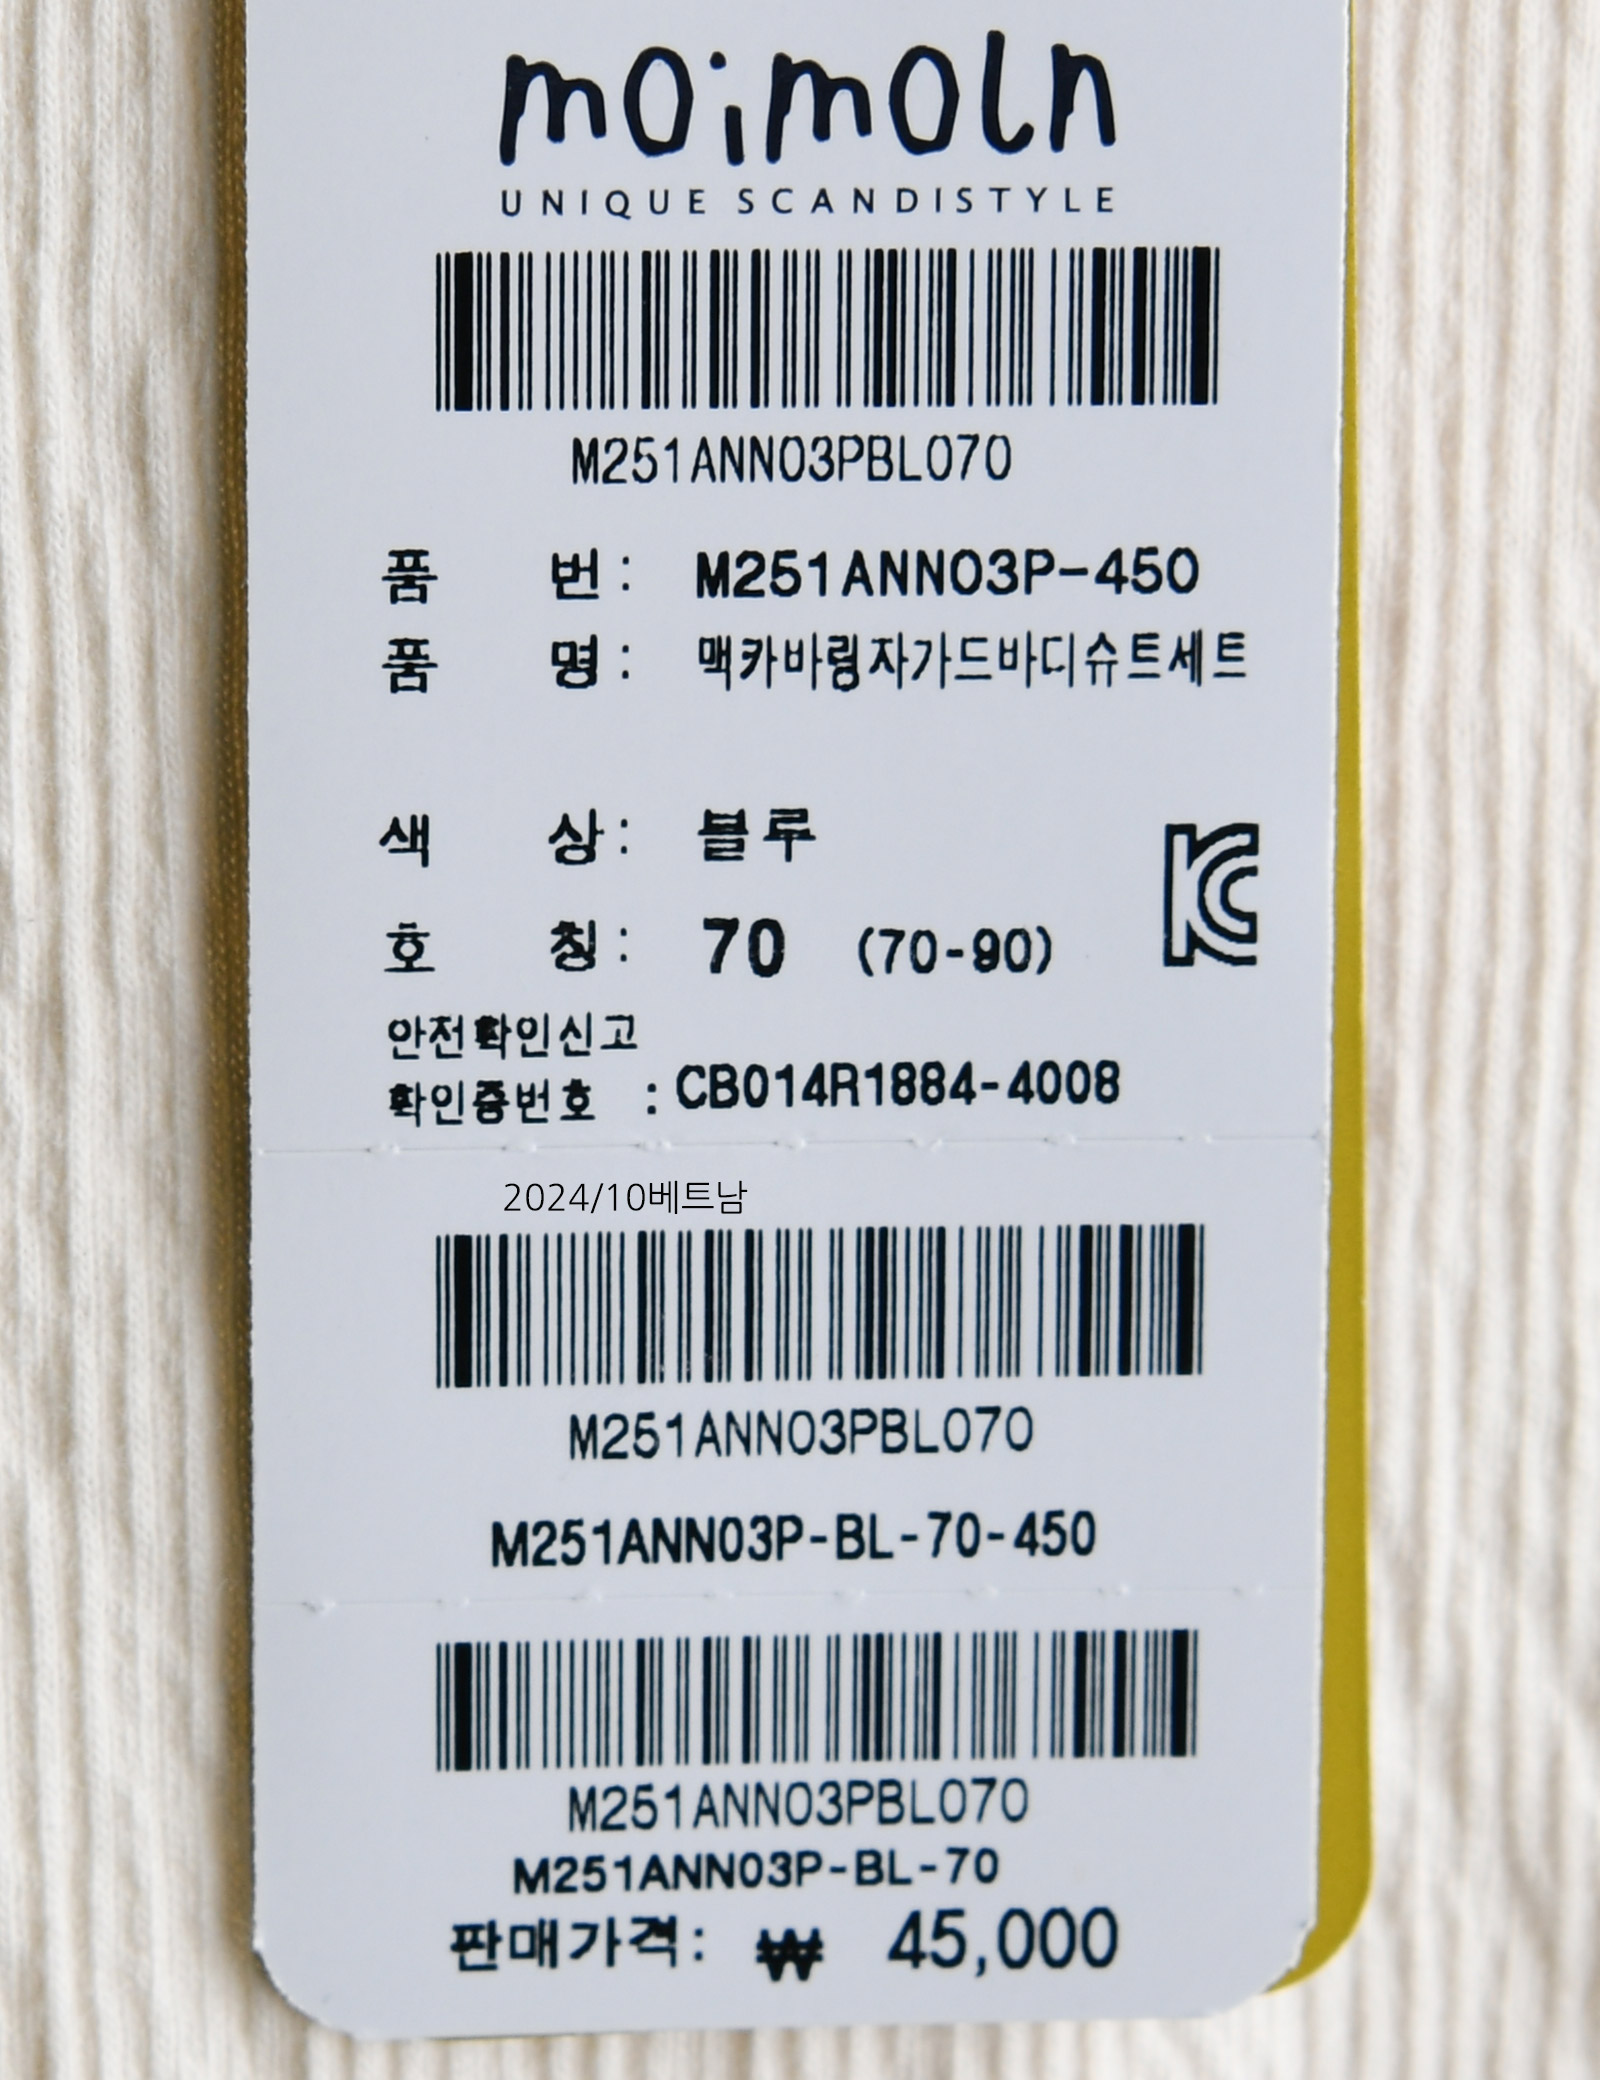 moimoln
UNIQUE SCANDISTYLE
M251ANN03PBL070
품 번 : M251ANN03P-450
품 명 : 맥카바링자가드바디슈트세트
색 상 : 블루
호 칭 : 70 (70-90)
안전확인신고
확인증번호 : CB014R1884-4008
2024/10베트남
M251ANN03PBL070
M251ANN03P-BL-70-450
M251ANN03PBL070
M251ANN03P-BL-70
판매가격: ₩ 45,000